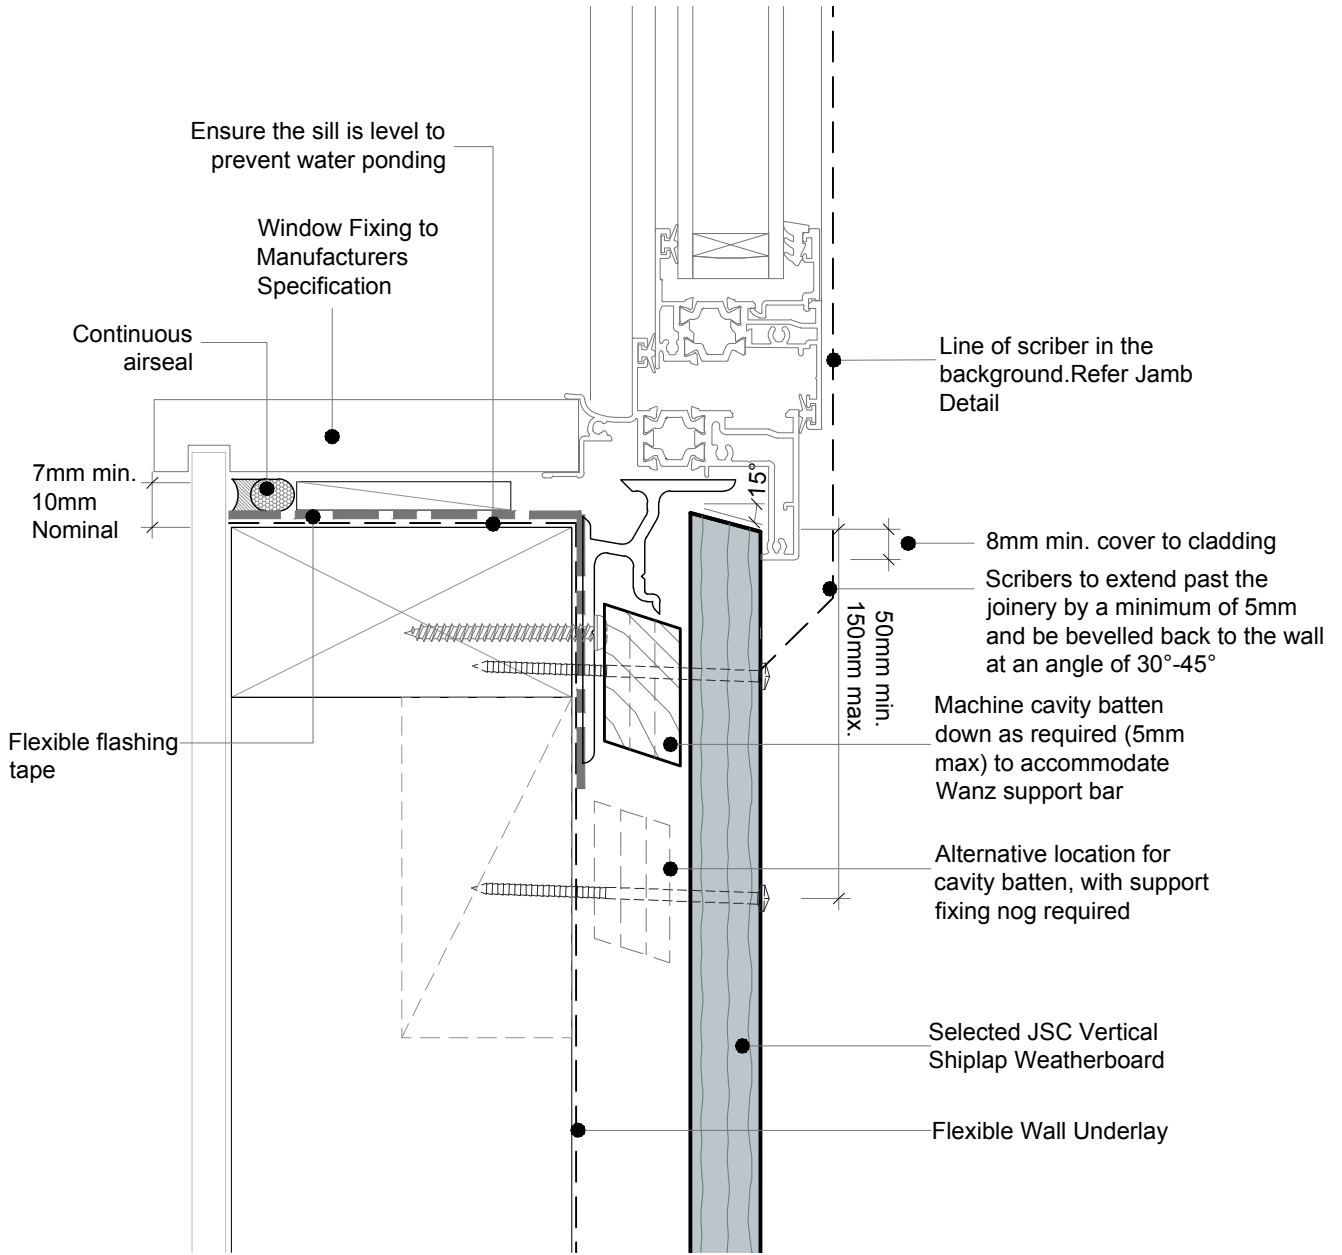 Ensure the sill is level to
prevent water ponding
Window Fixing to
Manufacturers
Specification
Continuous
airseal
7mm min.
10mm
Nominal
Flexible flashing
tape
15°
Line of scriber in the
background.Refer Jamb
Detail
8mm min. cover to cladding
Scribers to extend past the
joinery by a minimum of 5mm
and be bevelled back to the wall
at an angle of 30°-45°
50mm min.
150mm max.
Machine cavity batten
down as required (5mm
max) to accommodate
Wanz support bar
Alternative location for
cavity batten, with support
fixing nog required
Selected JSC Vertical
Shiplap Weatherboard
Flexible Wall Underlay